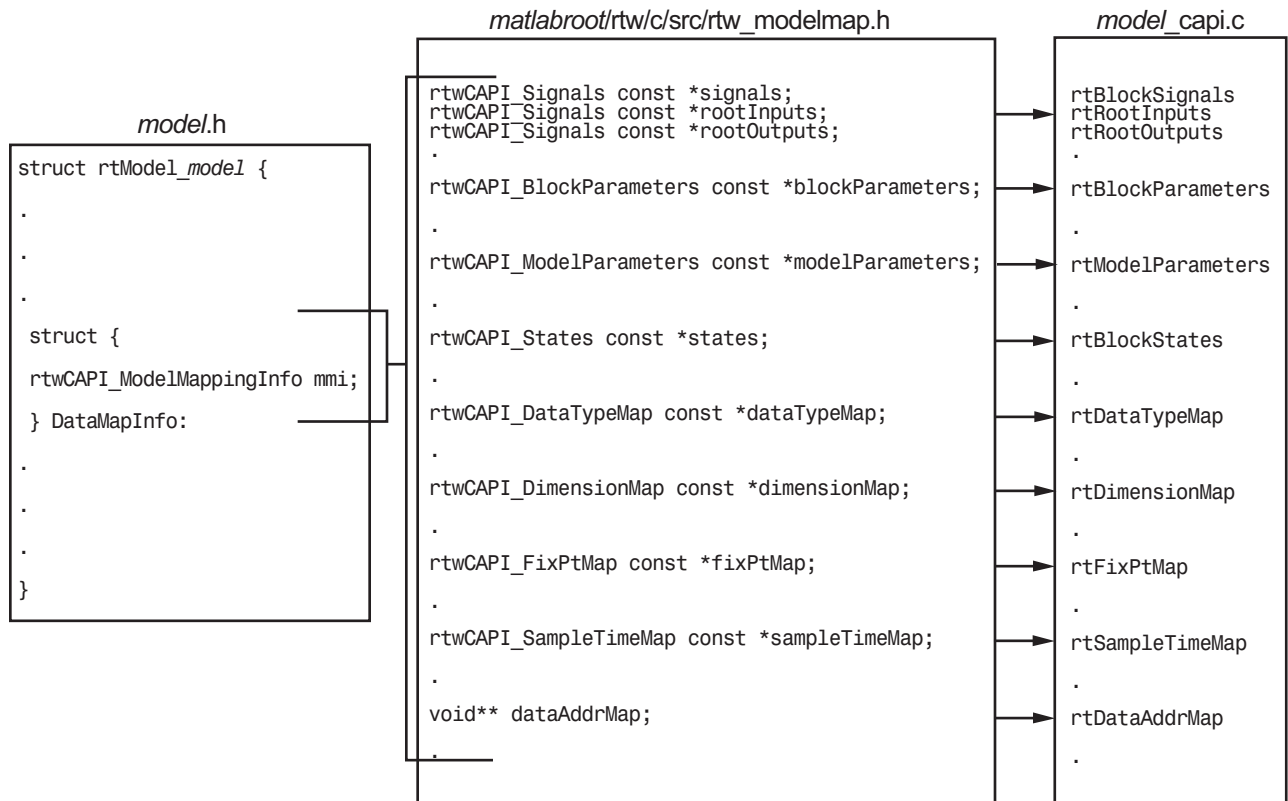 model.h
struct rtModel_model {
.
.
.
struct {
rtwCAPI_ModelMappingInfo mmi;
} DataMapInfo:
.
.
.
}
matlabroot/rtw/c/src/rtw_modelmap.h
rtwCAPI_Signals const *signals;
rtwCAPI_Signals const *rootInputs;
rtwCAPI_Signals const *rootOutputs;
.
rtwCAPI_BlockParameters const *blockParameters;
.
rtwCAPI_ModelParameters const *modelParameters;
.
rtwCAPI_States const *states;
.
rtwCAPI_DataTypeMap const *dataTypeMap;
.
rtwCAPI_DimensionMap const *dimensionMap;
.
rtwCAPI_FixPtMap const *fixPtMap;
.
rtwCAPI_SampleTimeMap const *sampleTimeMap;
.
void** dataAddrMap;
.
model_capi.c
rtBlockSignals
rtRootInputs
rtRootOutputs
.
rtBlockParameters
.
rtModelParameters
.
rtBlockStates
.
rtDataTypeMap
.
rtDimensionMap
.
rtFixPtMap
.
rtSampleTimeMap
.
rtDataAddrMap
.